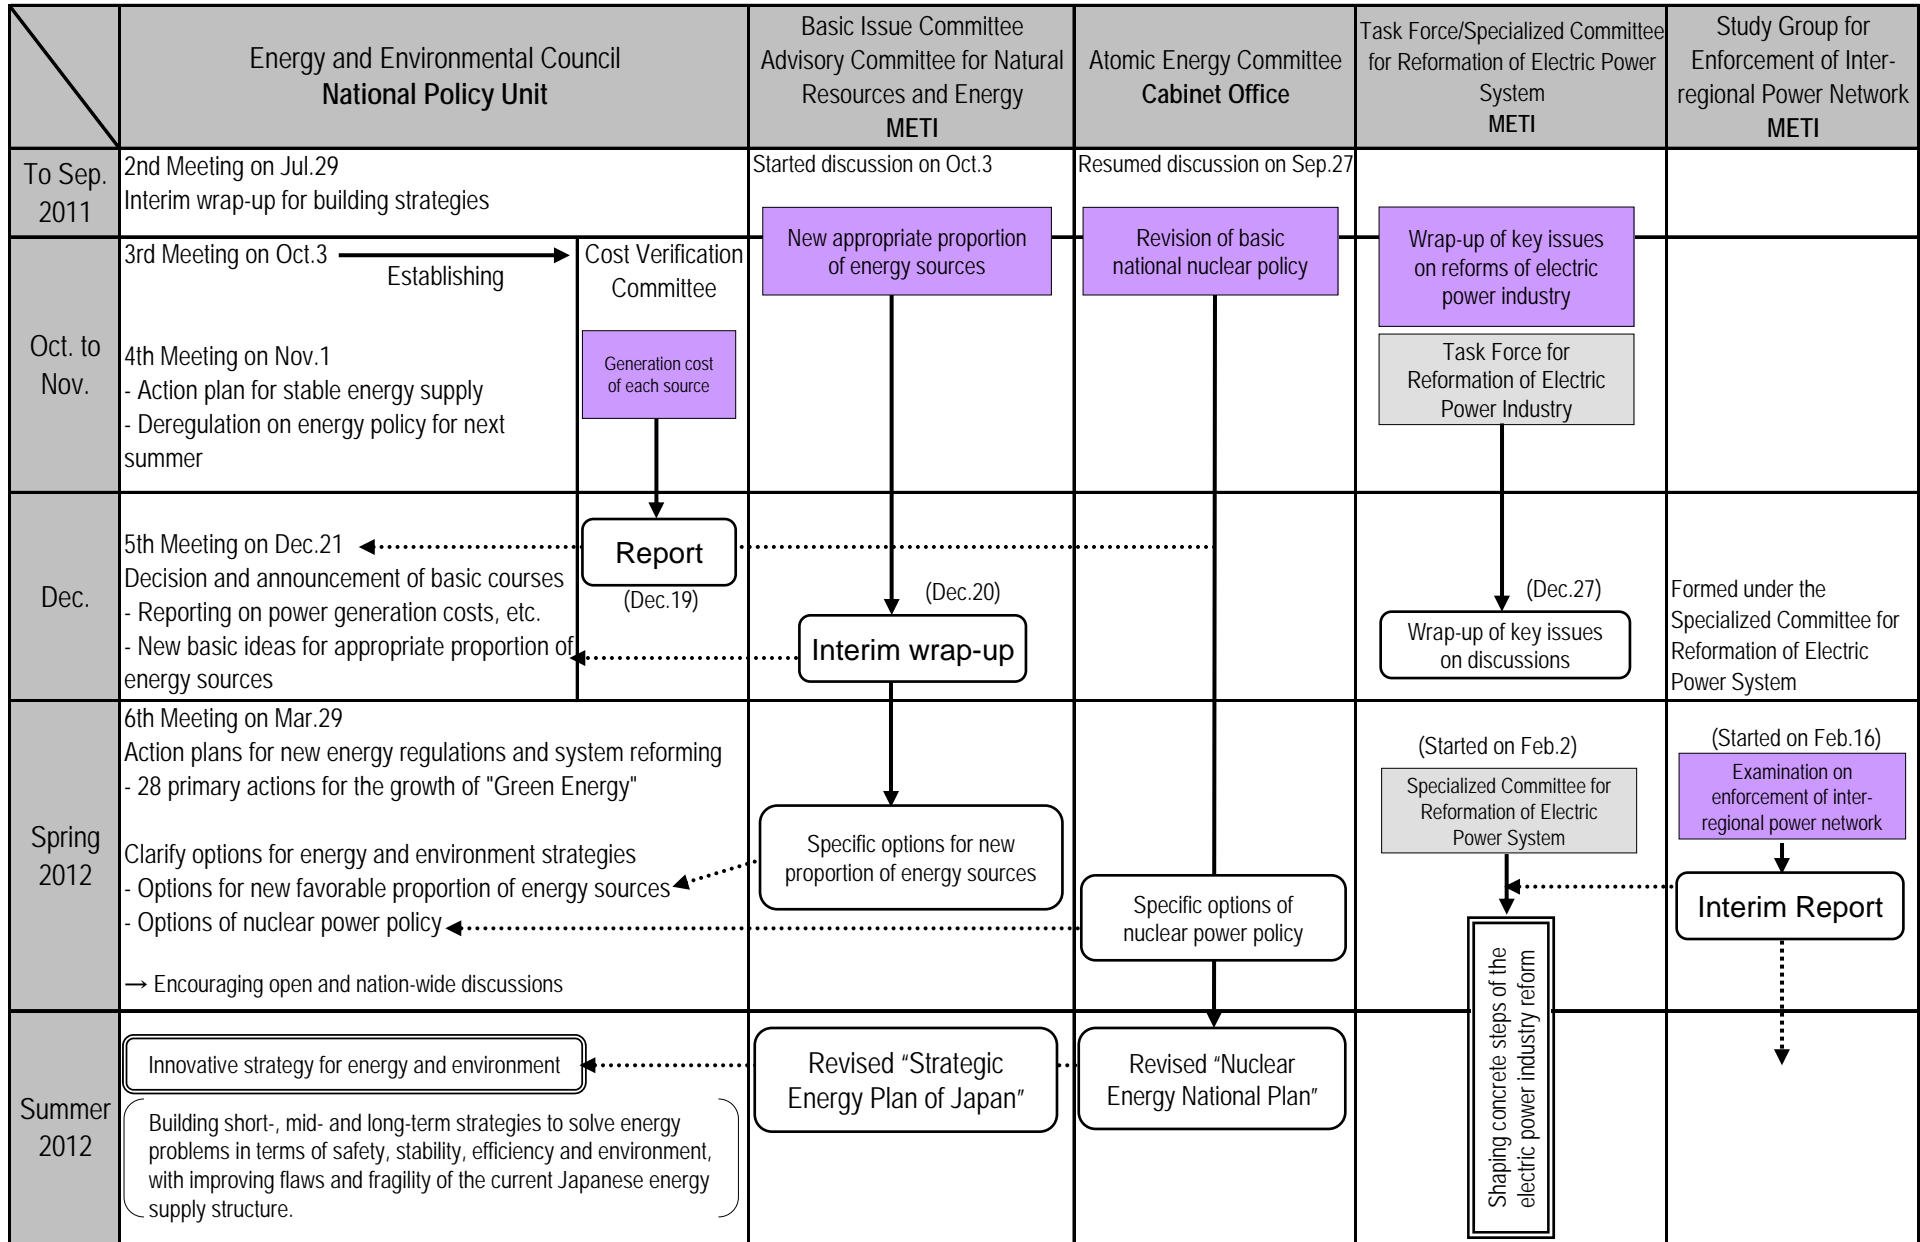 Energy and Environmental Council
National Policy Unit
Basic Issue Committee
Advisory Committee for Natural
Resources and Energy
METI
Atomic Energy Committee
Cabinet Office
Task Force/Specialized Committee
for Reformation of Electric Power
System
METI
Study Group for
Enforcement of Inter-
regional Power Network
METI
To Sep.
2011
2nd Meeting on Jul.29
Interim wrap-up for building strategies
Started discussion on Oct.3
Resumed discussion on Sep.27
New appropriate proportion
of energy sources
Revision of basic
national nuclear policy
Wrap-up of key issues
on reforms of electric
power industry
Oct. to
Nov.
3rd Meeting on Oct.3
Establishing
Cost Verification
Committee
4th Meeting on Nov.1
- Action plan for stable energy supply
- Deregulation on energy policy for next
summer
Generation cost
of each source
Task Force for
Reformation of Electric
Power Industry
Dec.
5th Meeting on Dec.21
Decision and announcement of basic courses
- Reporting on power generation costs, etc.
- New basic ideas for appropriate proportion of
energy sources
Report
(Dec.19)
(Dec.20)
Interim wrap-up
(Dec.27)
Wrap-up of key issues
on discussions
Formed under the
Specialized Committee for
Reformation of Electric
Power System
Spring
2012
6th Meeting on Mar.29
Action plans for new energy regulations and system reforming
- 28 primary actions for the growth of "Green Energy"
Clarify options for energy and environment strategies
- Options for new favorable proportion of energy sources
- Options of nuclear power policy
→ Encouraging open and nation-wide discussions
Specific options for new
proportion of energy sources
Specific options of
nuclear power policy
(Started on Feb.2)
Specialized Committee for
Reformation of Electric
Power System
(Started on Feb.16)
Examination on
enforcement of inter-
regional power network
Interim Report
Shaping concrete steps of the
electric power industry reform
Summer
2012
Innovative strategy for energy and environment
Building short-, mid- and long-term strategies to solve energy
problems in terms of safety, stability, efficiency and environment,
with improving flaws and fragility of the current Japanese energy
supply structure.
Revised “Strategic
Energy Plan of Japan”
Revised “Nuclear
Energy National Plan”